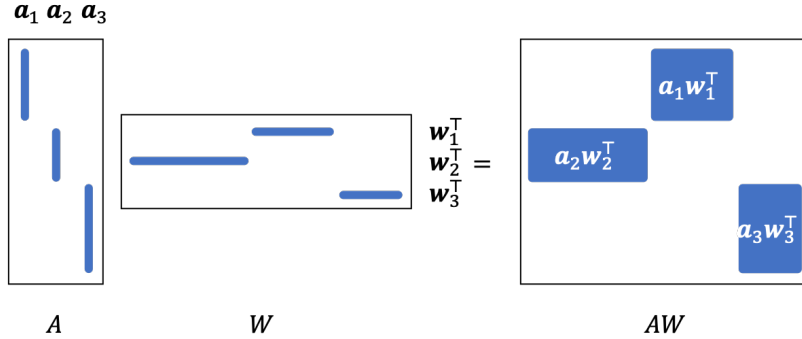 a₁ a₂ a₃
w₁ᵀ
w₂ᵀ =
w₃ᵀ
a₁w₁ᵀ
a₂w₂ᵀ
a₃w₃ᵀ
A W AW